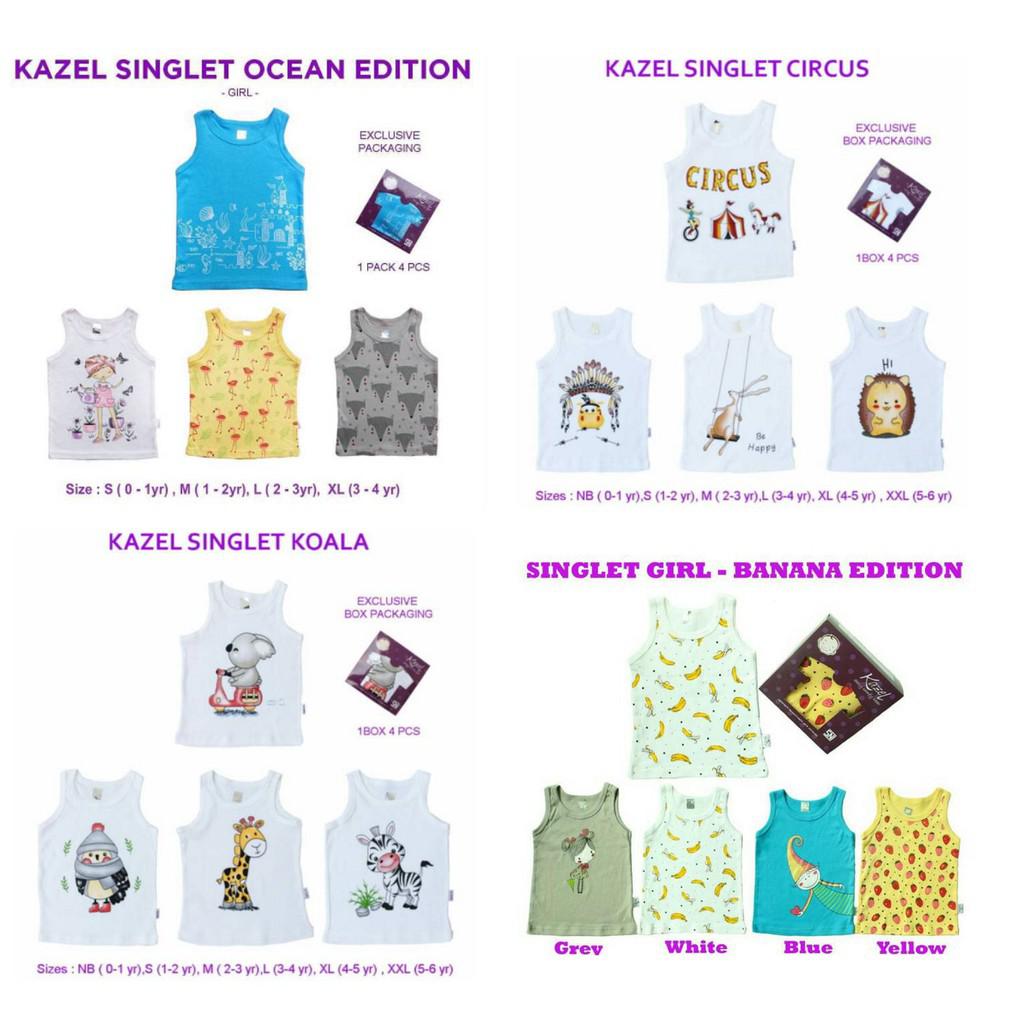 KAZEL SINGLET OCEAN EDITION
- GIRL -
EXCLUSIVE
PACKAGING
1 PACK 4 PCS
Size : S ( 0 - 1yr) , M ( 1 - 2yr), L ( 2 - 3yr), XL (3 - 4 yr)
KAZEL SINGLET CIRCUS
EXCLUSIVE
BOX PACKAGING
CIRCUS
1BOX 4 PCS
Be
Happy
HI
Sizes : NB ( 0-1 yr),S (1-2 yr), M ( 2-3 yr),L (3-4 yr), XL (4-5 yr) , XXL (5-6 yr)
KAZEL SINGLET KOALA
EXCLUSIVE
BOX PACKAGING
1BOX 4 PCS
Sizes : NB ( 0-1 yr),S (1-2 yr), M ( 2-3 yr),L (3-4 yr), XL (4-5 yr) , XXL (5-6 yr)
SINGLET GIRL - BANANA EDITION
Kazel
SNI
Grey
White
Blue
Yellow